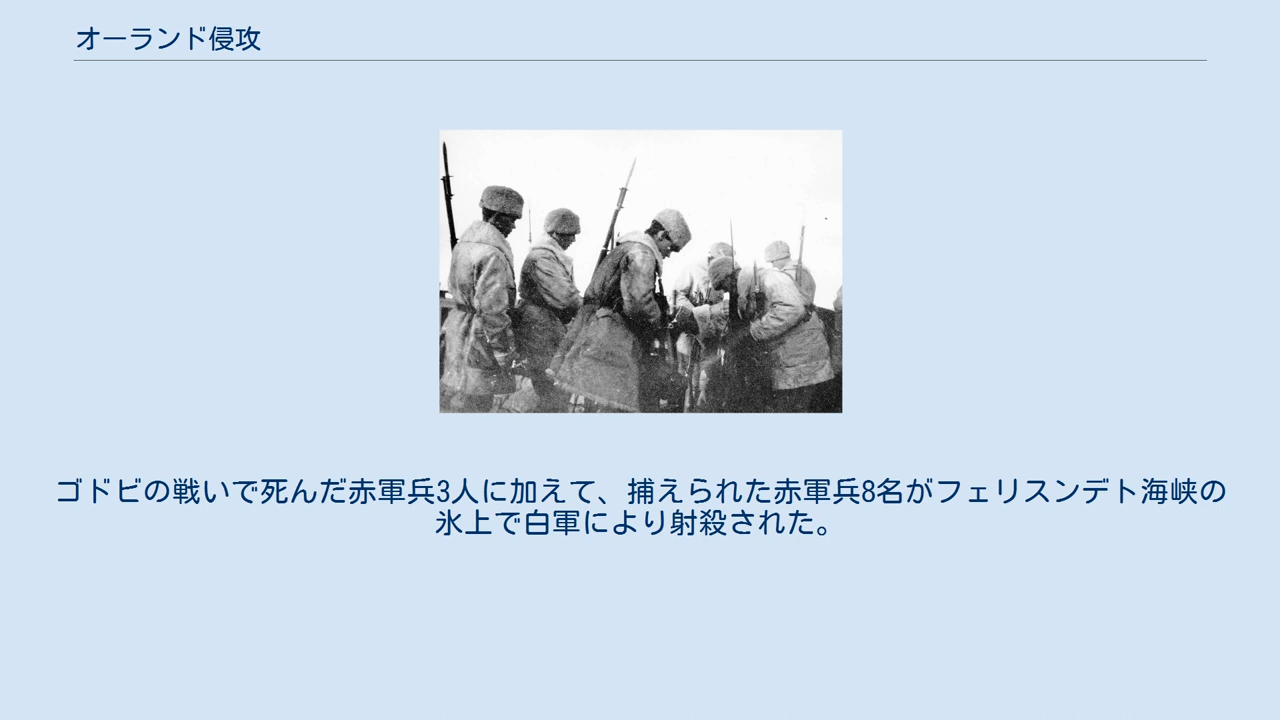 オーランド侵攻
ゴドビの戦いで死んだ赤軍兵3人に加えて、捕えられた赤軍兵8名がフェリスンデト海峡の
氷上で白軍により射殺された。